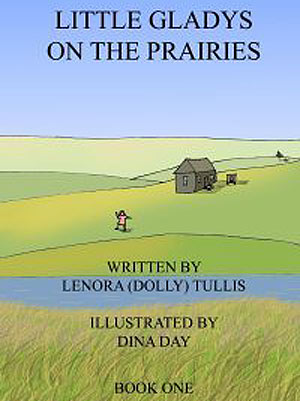 LITTLE GLADYS
ON THE PRAIRIES
WRITTEN BY
LENORA (DOLLY) TULLIS
ILLUSTRATED BY
DINA DAY
BOOK ONE